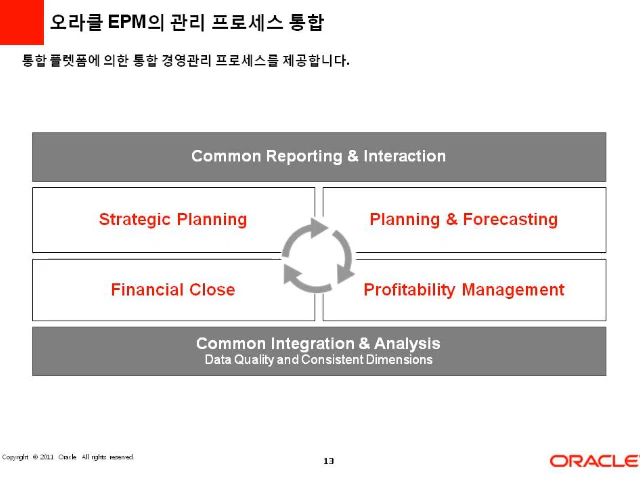 오라클 EPM의 관리 프로세스 통합
통합 플렛폼에 의한 통합 경영관리 프로세스를 제공합니다.
Common Reporting & Interaction
Strategic Planning
Planning & Forecasting
Financial Close
Profitability Management
Common Integration & Analysis
Data Quality and Consistent Dimensions
Copyright © 2011 Oracle. All rights reserved.
13
ORACLE